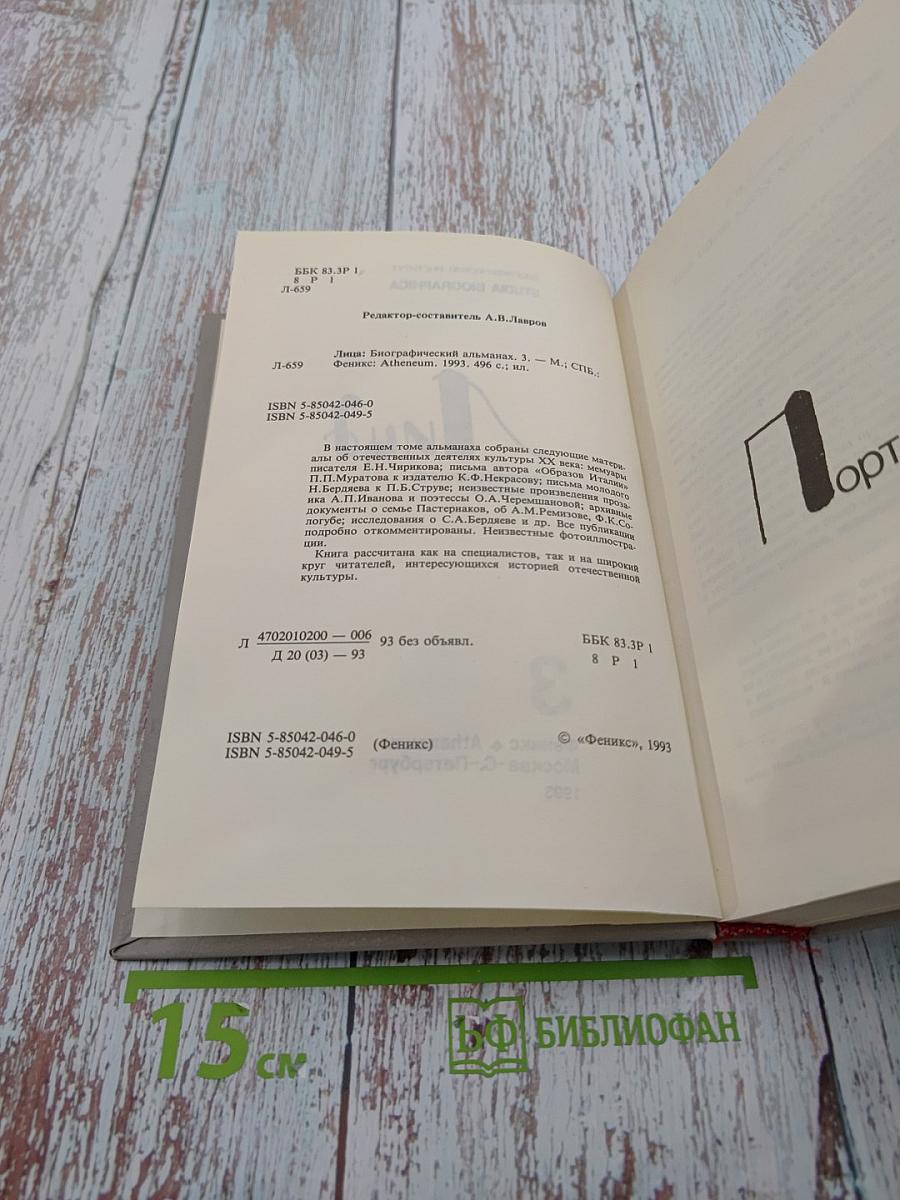 ББК 83.3Р 1
8 Р 1
Л-659
Редактор-составитель А.В.Лавров
Лица: Биографический альманах. 3. — М.; СПБ.:
Л-659 Феникс: Atheneum. 1993. 496 с.; ил.
ISBN 5-85042-046-0
ISBN 5-85042-049-5
В настоящем томе альманаха собраны следующие матери-
алы об отечественных деятелях культуры XX века: мемуары
писателя Е.Н.Чирикова; письма автора «Образов Италии»
П.П.Муратова к издателю К.Ф.Некрасову; письма молодого
Н.Бердяева к П.Б.Струве; неизвестные произведения проза-
ика А.П.Иванова и поэтессы О.А.Черемшановой; архивные
документы о семье Пастернаков, об А.М.Ремизове, Ф.К.Со-
логубе; исследования о С.А.Бердяеве и др. Все публикации
подробно откомментированы. Неизвестные фотоиллюстра-
ции.
Книга рассчитана как на специалистов, так и на широкий
круг читателей, интересующихся историей отечественной
культуры.
Л 4702010200 — 006 93 без объявл.
Д 20 (03) — 93
ББК 83.3Р 1
8 Р 1
ISBN 5-85042-046-0
ISBN 5-85042-049-5 (Феникс)
© «Феникс», 1993
Порт
15 см
БФ БИБЛИОФАН